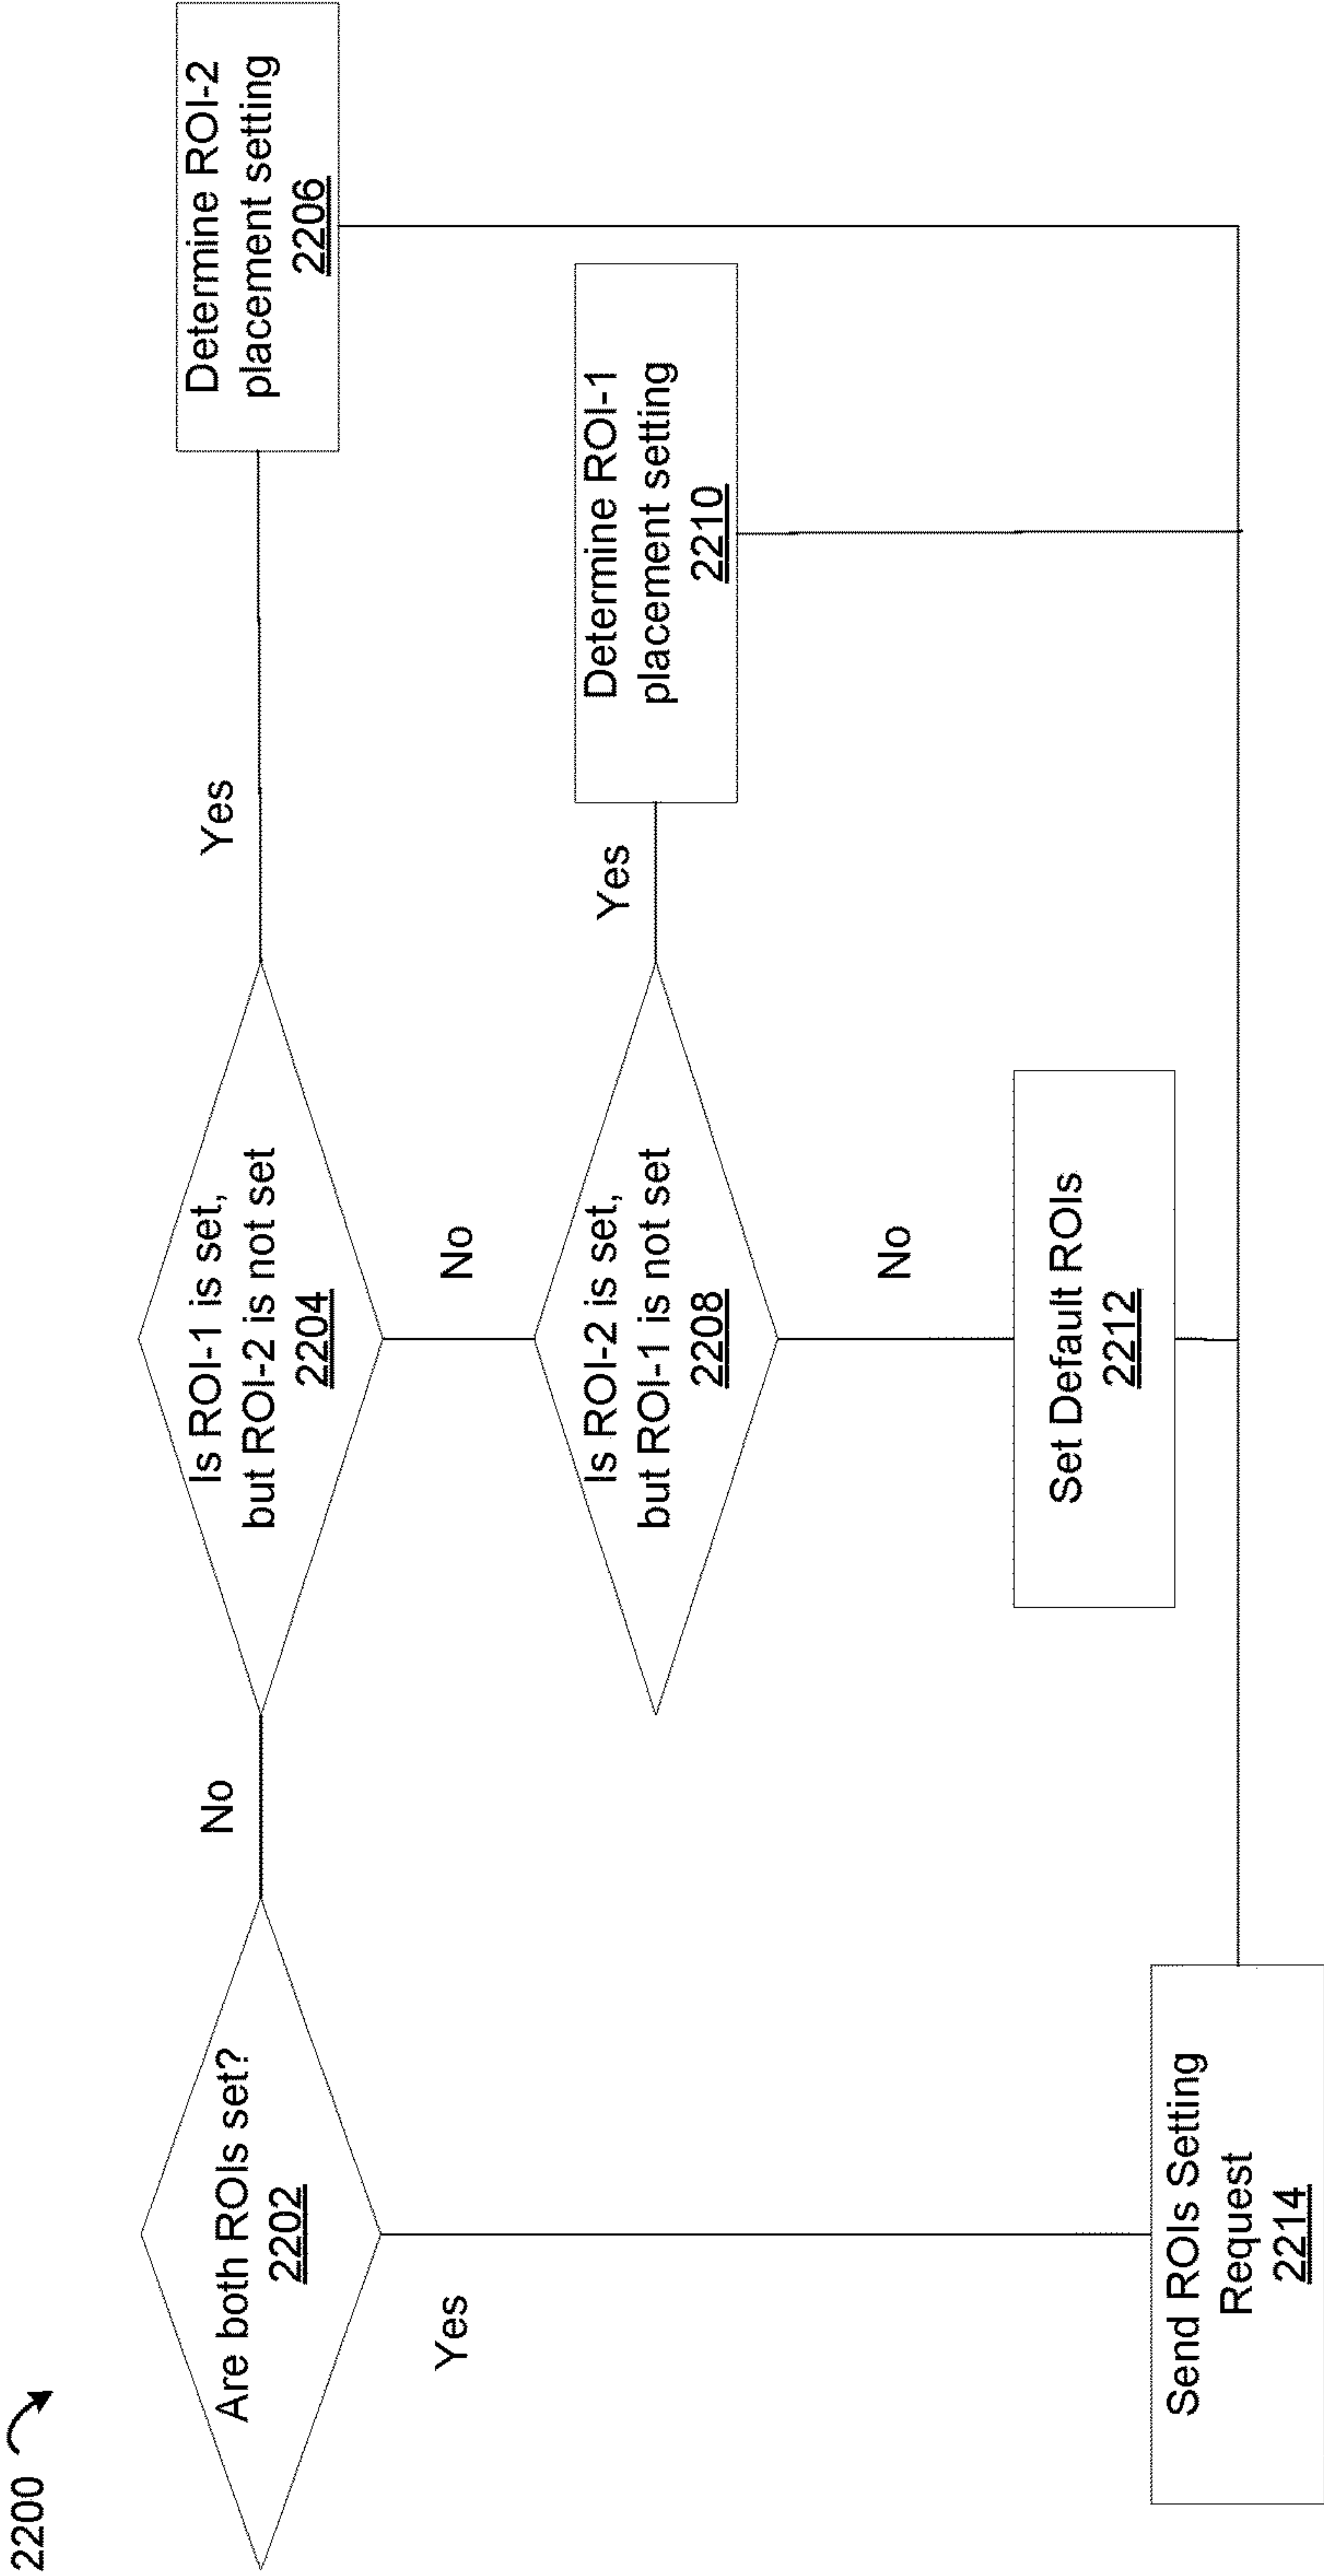 2200
Are both ROIs set?
2202
No
Is ROI-1 is set,
but ROI-2 is not set
2204
Yes
Determine ROI-2
placement setting
2206
No
Is ROI-2 is set,
but ROI-1 is not set
2208
Yes
Determine ROI-1
placement setting
2210
Yes
No
Set Default ROIs
2212
Send ROIs Setting
Request
2214